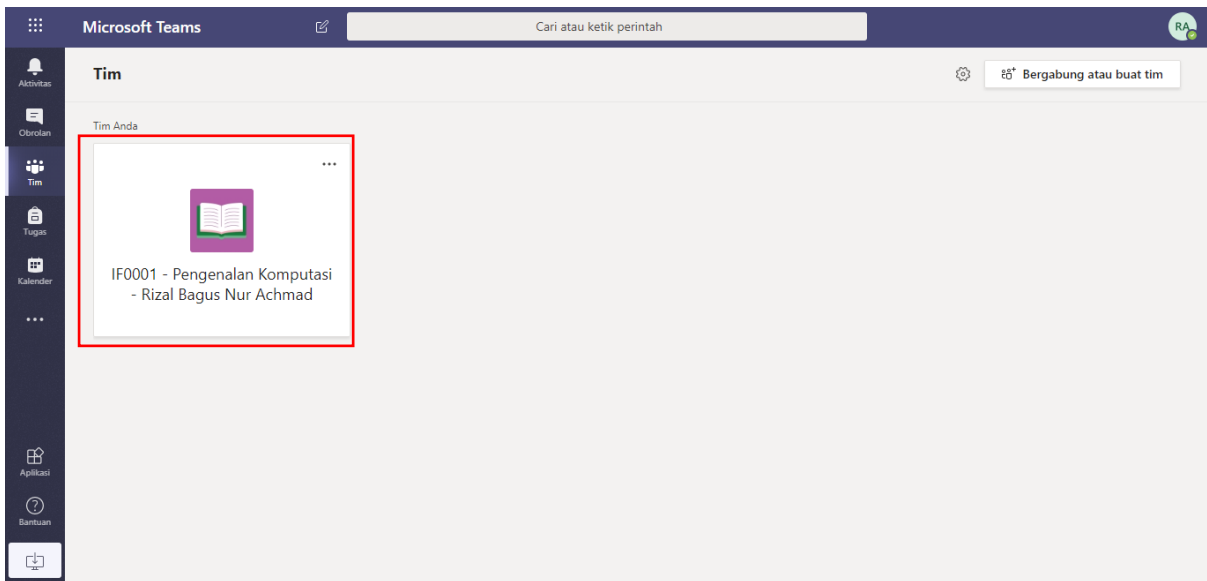 Microsoft Teams
Cari atau ketik perintah
RA
Aktivitas
Obrolan
Tim
Tugas
Kalender
Aplikasi
Bantuan
Tim
Bergabung atau buat tim
Tim Anda
IF0001 - Pengenalan Komputasi
- Rizal Bagus Nur Achmad